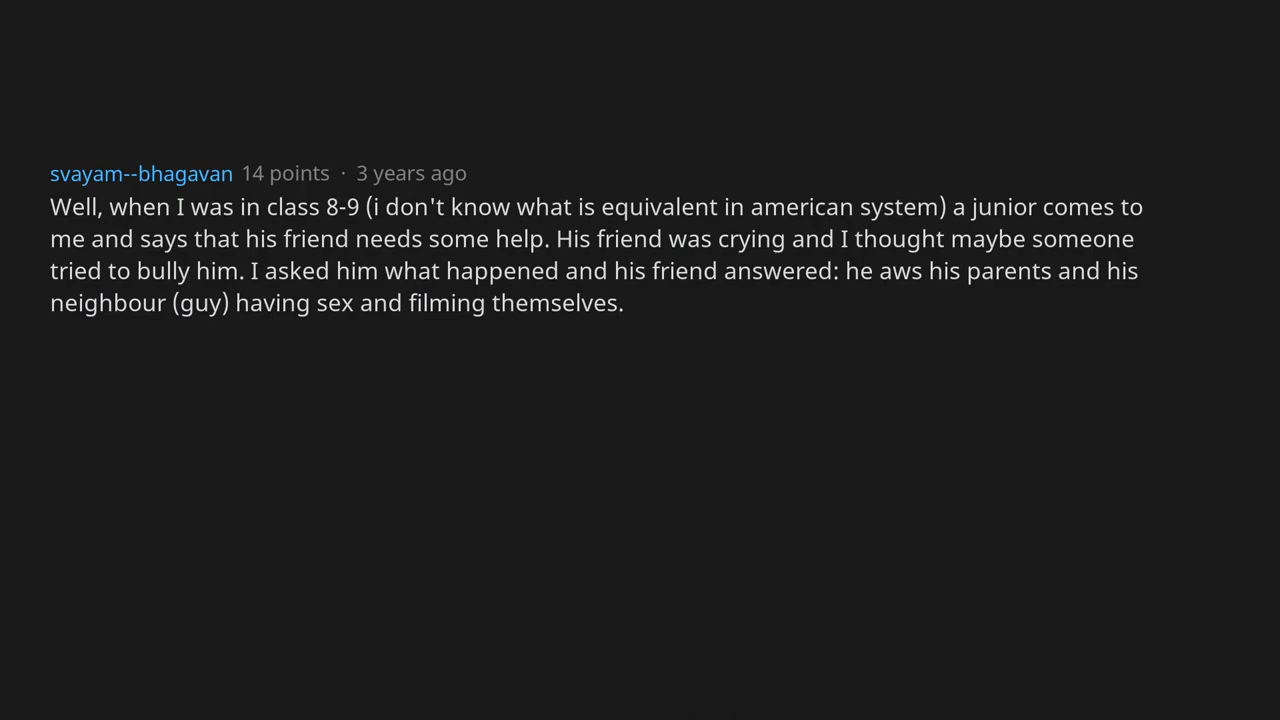 svayam--bhagavan 14 points · 3 years ago
Well, when I was in class 8-9 (i don't know what is equivalent in american system) a junior comes to
me and says that his friend needs some help. His friend was crying and I thought maybe someone
tried to bully him. I asked him what happened and his friend answered: he aws his parents and his
neighbour (guy) having sex and filming themselves.